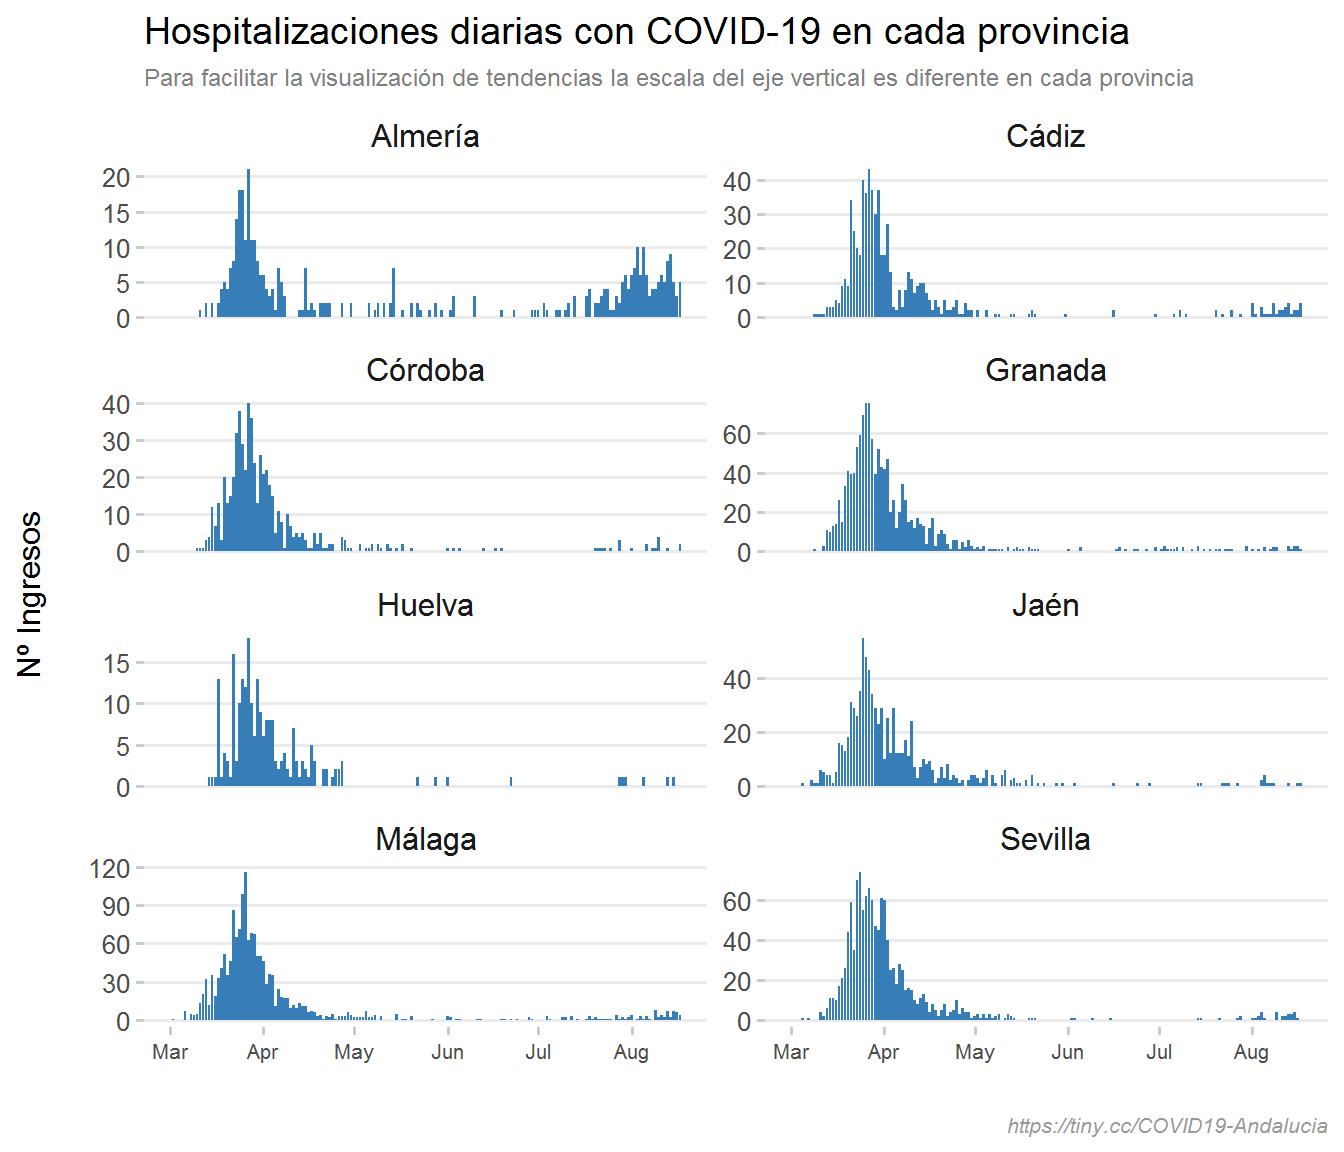 Hospitalizaciones diarias con COVID-19 en cada provincia
Para facilitar la visualización de tendencias la escala del eje vertical es diferente en cada provincia
Nº Ingresos
Almería
20
15
10
5
0
Cádiz
40
30
20
10
0
Córdoba
40
30
20
10
0
Granada
60
40
20
0
Huelva
15
10
5
0
Jaén
40
20
0
Málaga
120
90
60
30
0
Mar Apr May Jun Jul Aug
Sevilla
60
40
20
0
Mar Apr May Jun Jul Aug
https://tiny.cc/COVID19-Andalucia